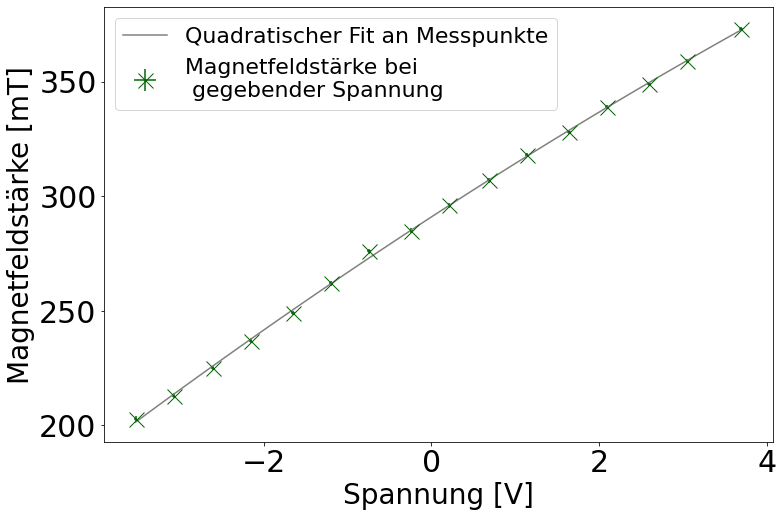 Quadratischer Fit an Messpunkte
Magnetfeldstärke bei
gegebender Spannung
Magnetfeldstärke [mT]
350
300
250
200
−2
0
2
4
Spannung [V]